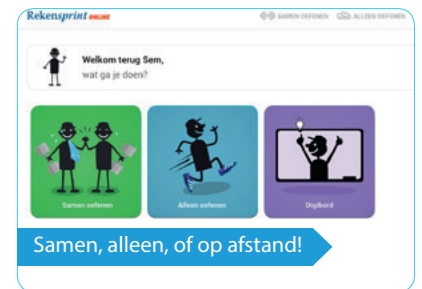 Rekensprint ONLINE
SAMEN OEFENEN ALLEEN OEFENEN
Welkom terug Sem,
wat ga je doen?
Samen oefenen Alleen oefenen Digibord
Samen, alleen, of op afstand!